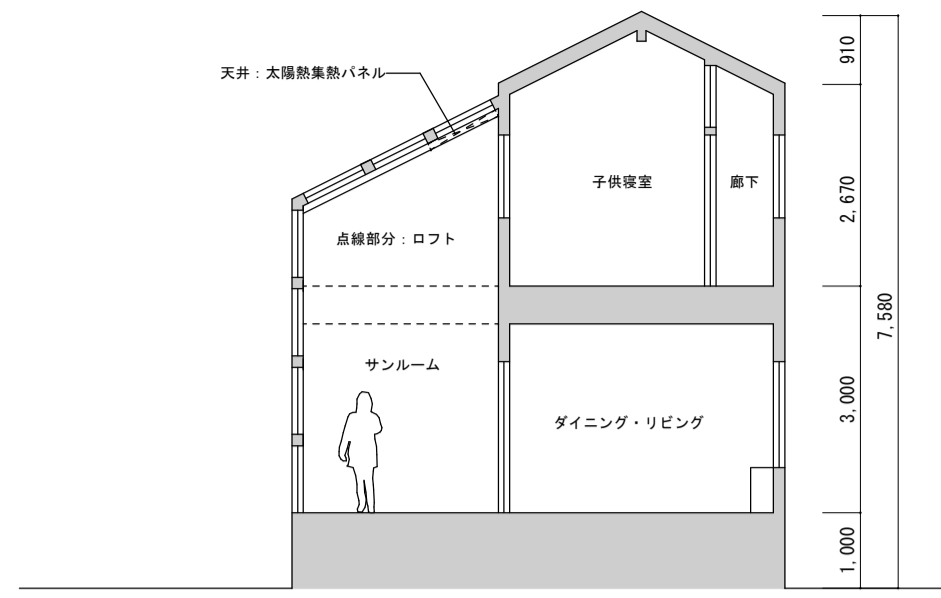 天井：太陽熱集熱パネル
910
子供寝室
廊下
2,670
点線部分：ロフト
7,580
サンルーム
ダイニング・リビング
3,000
1,000